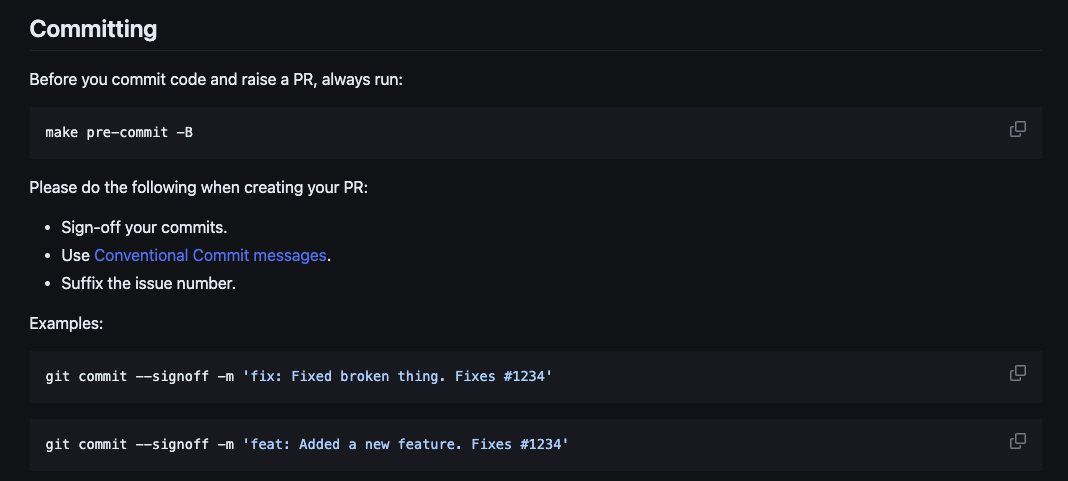 Committing
Before you commit code and raise a PR, always run:
make pre-commit -B
Please do the following when creating your PR:
• Sign-off your commits.
• Use Conventional Commit messages.
• Suffix the issue number.
Examples:
git commit --signoff -m 'fix: Fixed broken thing. Fixes #1234'
git commit --signoff -m 'feat: Added a new feature. Fixes #1234'